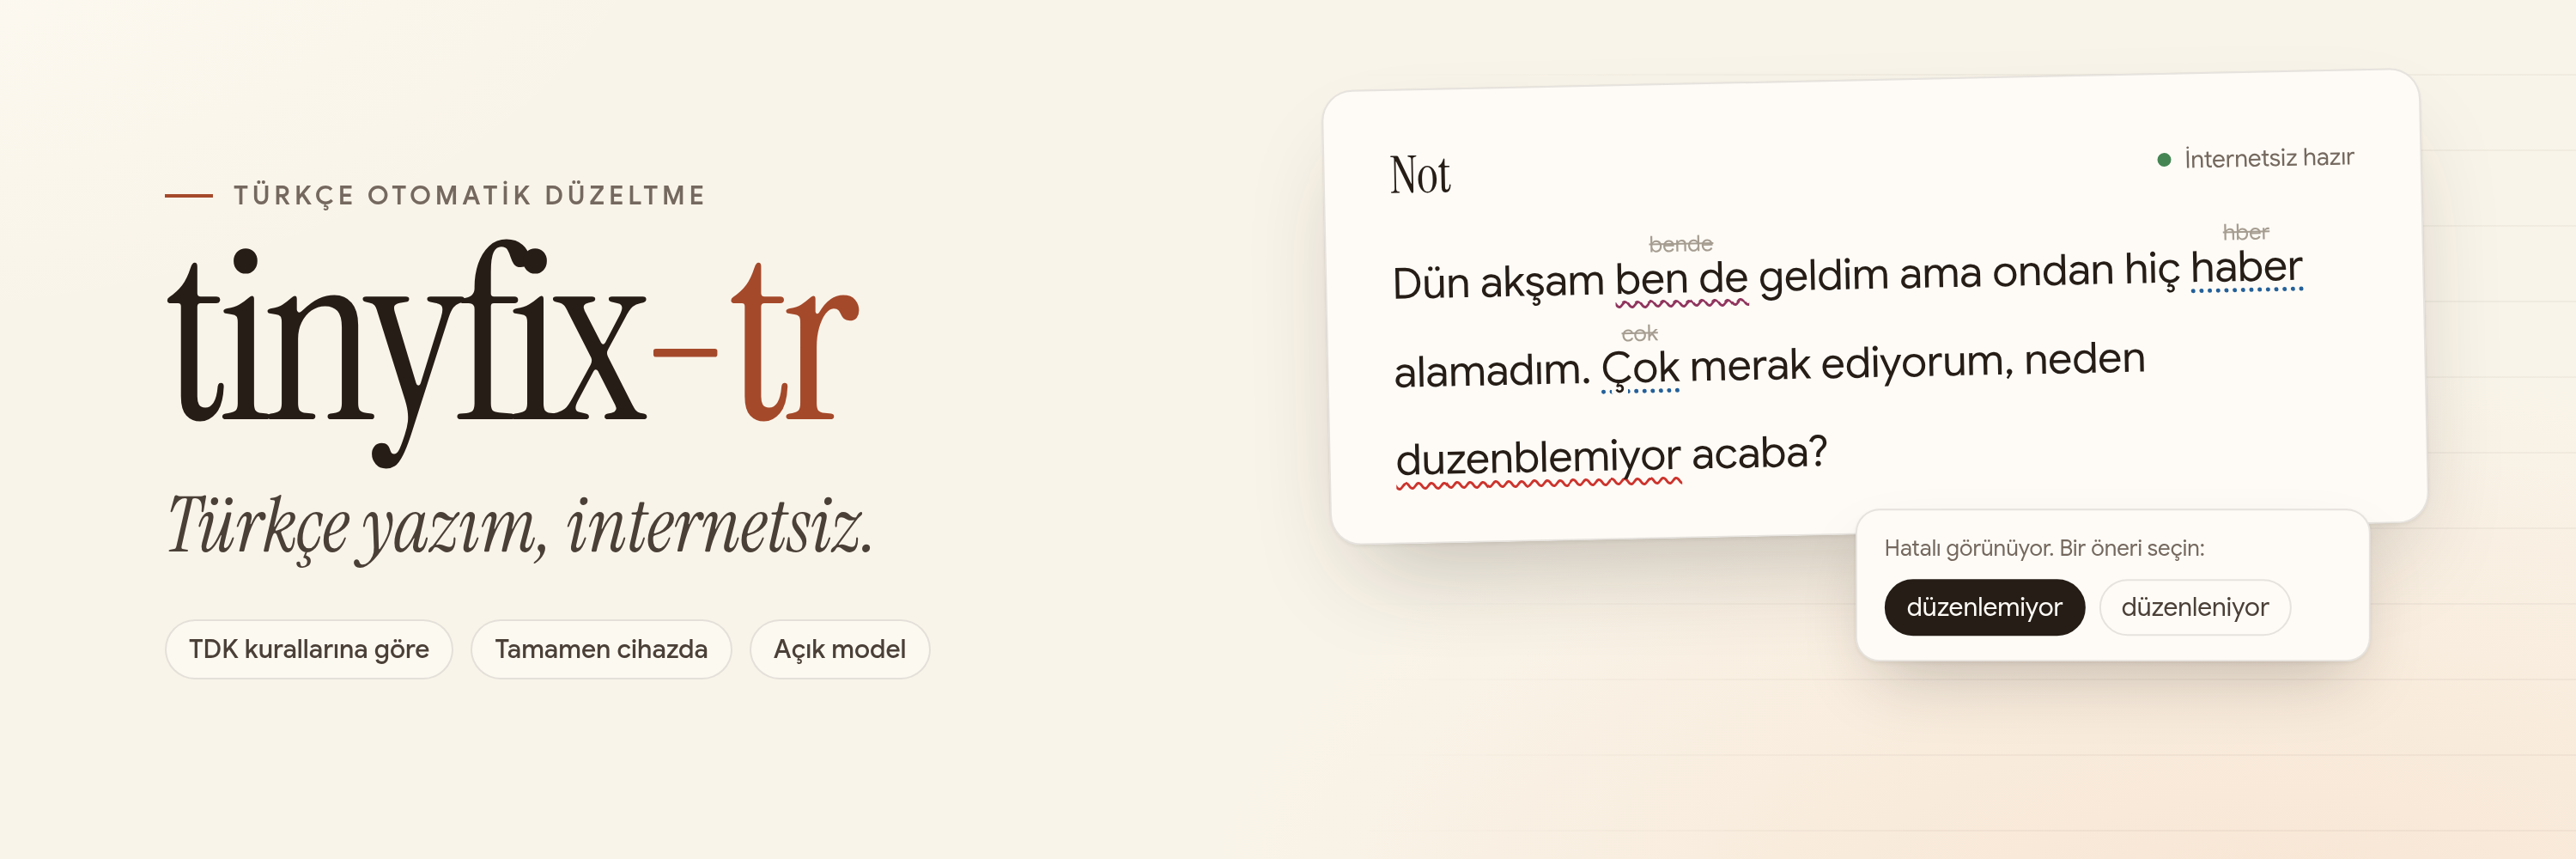 TÜRKÇE OTOMATİK DÜZELTME
tinyfix-tr
Türkçe yazım, internetsiz.
TDK kurallarına göre
Tamamen cihazda
Açık model
Not
İnternetsiz hazır
bende
hber
Dün akşam ben de geldim ama ondan hiç haber
cok
alamadım. Çok merak ediyorum, neden
duzenblemiyor acaba?
Hatalı görünüyor. Bir öneri seçin:
düzenlemiyor
düzenleniyor